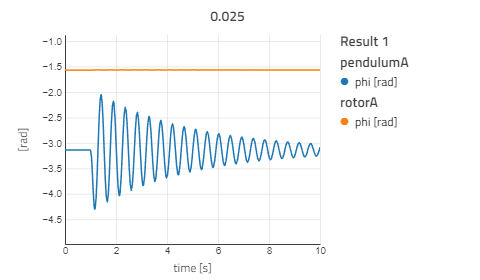 0.025
−1.0
−1.5
−2.0
−2.5
−3.0
−3.5
−4.0
−4.5
[rad]
0 2 4 6 8 10
time [s]
Result 1
pendulumA
phi [rad]
rotorA
phi [rad]